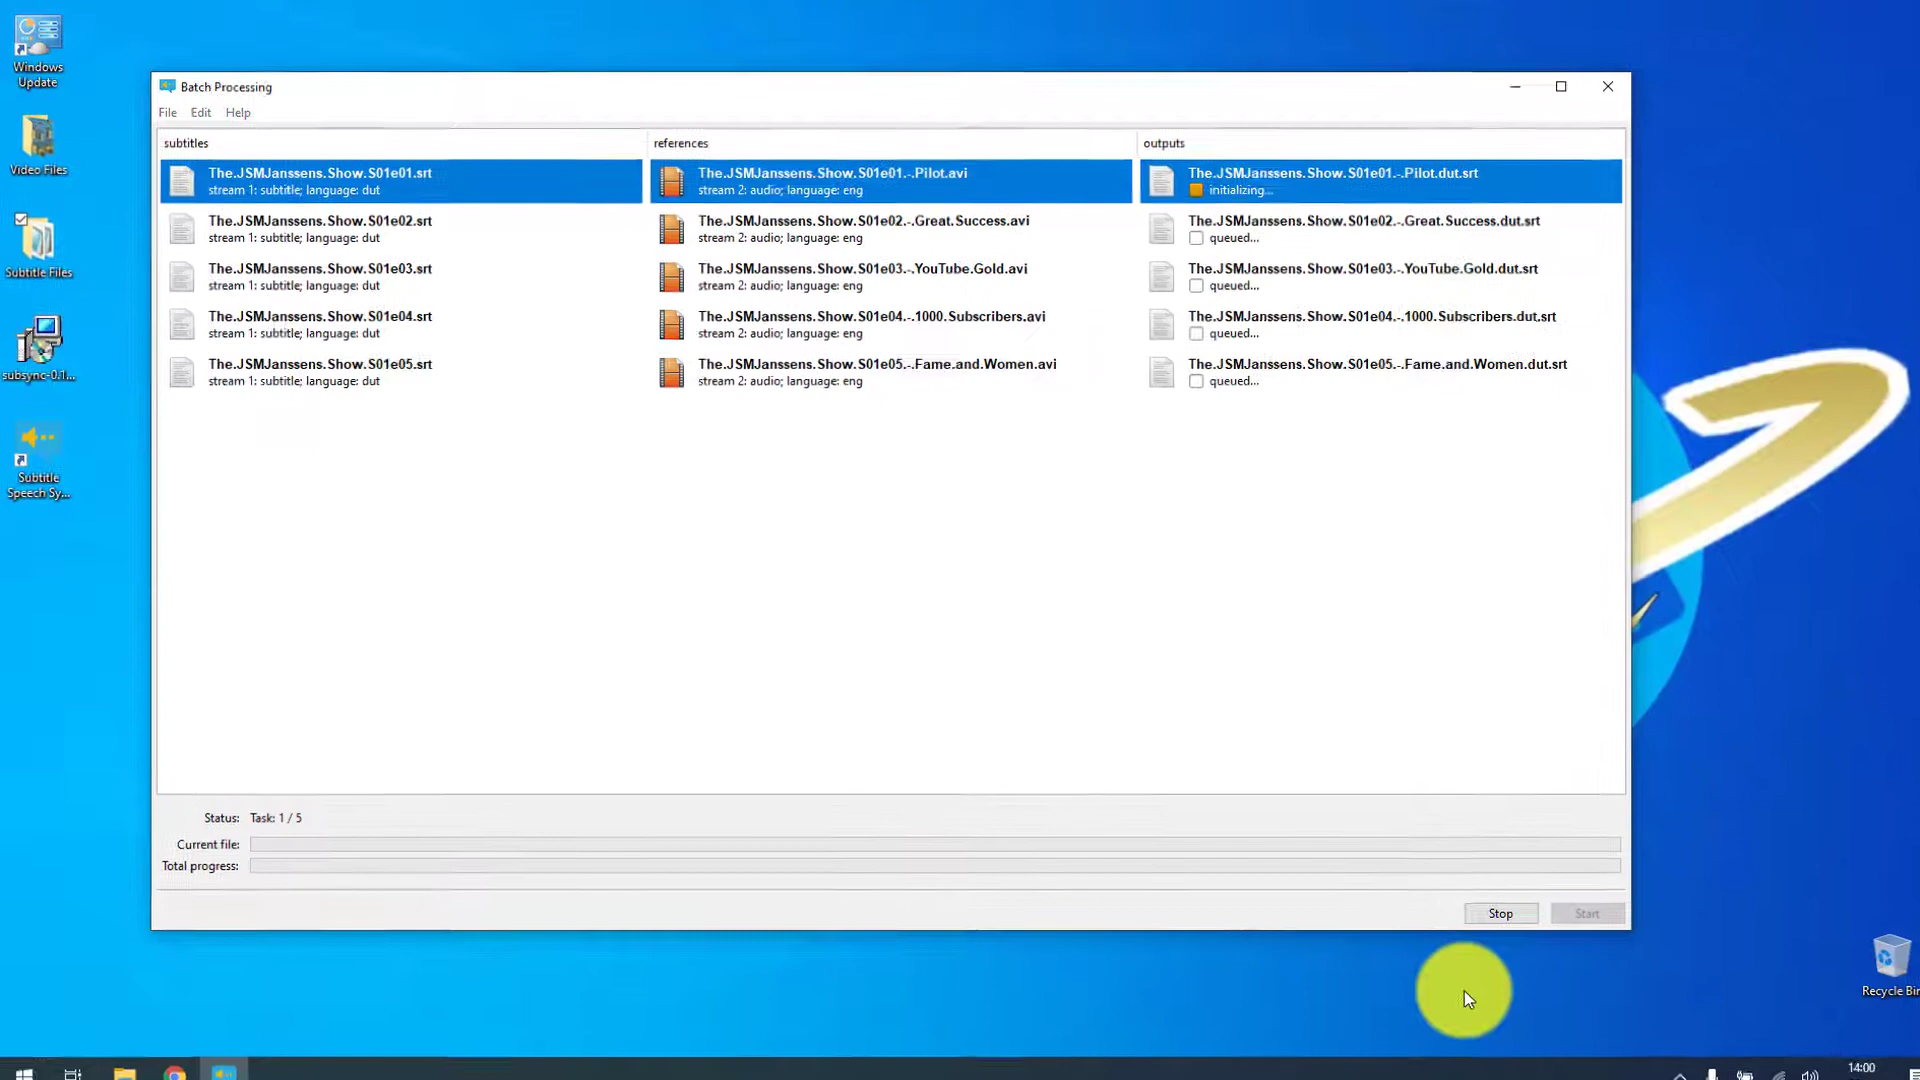 Windows
Update
Video Files
Subtitle Files
subsync-0.1...
Subtitle
Speech Sy...
Batch Processing
File Edit Help
subtitles references outputs
The.JSMJanssens.Show.S01e01.srt
stream 1: subtitle; language: dut
The.JSMJanssens.Show.S01e01.-.Pilot.avi
stream 2: audio; language: eng
The.JSMJanssens.Show.S01e01.-.Pilot.dut.srt
initializing...
The.JSMJanssens.Show.S01e02.srt
stream 1: subtitle; language: dut
The.JSMJanssens.Show.S01e02.-.Great.Success.avi
stream 2: audio; language: eng
The.JSMJanssens.Show.S01e02.-.Great.Success.dut.srt
queued...
The.JSMJanssens.Show.S01e03.srt
stream 1: subtitle; language: dut
The.JSMJanssens.Show.S01e03.-.YouTube.Gold.avi
stream 2: audio; language: eng
The.JSMJanssens.Show.S01e03.-.YouTube.Gold.dut.srt
queued...
The.JSMJanssens.Show.S01e04.srt
stream 1: subtitle; language: dut
The.JSMJanssens.Show.S01e04.-.1000.Subscribers.avi
stream 2: audio; language: eng
The.JSMJanssens.Show.S01e04.-.1000.Subscribers.dut.srt
queued...
The.JSMJanssens.Show.S01e05.srt
stream 1: subtitle; language: dut
The.JSMJanssens.Show.S01e05.-.Fame.and.Women.avi
stream 2: audio; language: eng
The.JSMJanssens.Show.S01e05.-.Fame.and.Women.dut.srt
queued...
Status: Task: 1 / 5
Current file:
Total progress:
Stop Start
Recycle Bin
14:00